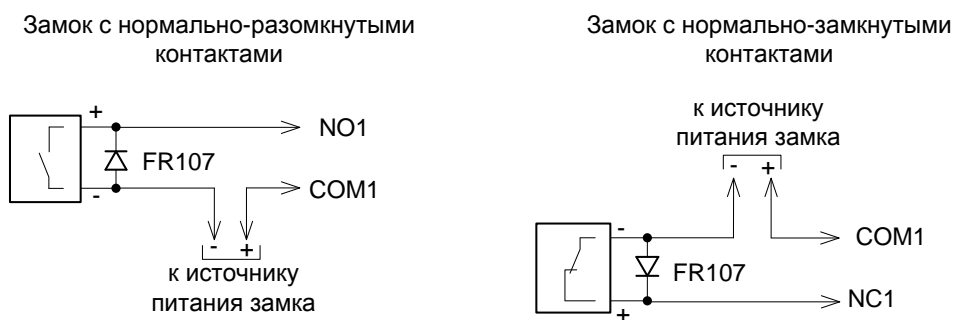 Замок с нормально-разомкнутыми
контактами
+
NO1
FR107
-
COM1
- +
к источнику
питания замка
Замок с нормально-замкнутыми
контактами
к источнику
питания замка
- +
-
COM1
FR107
NC1
+